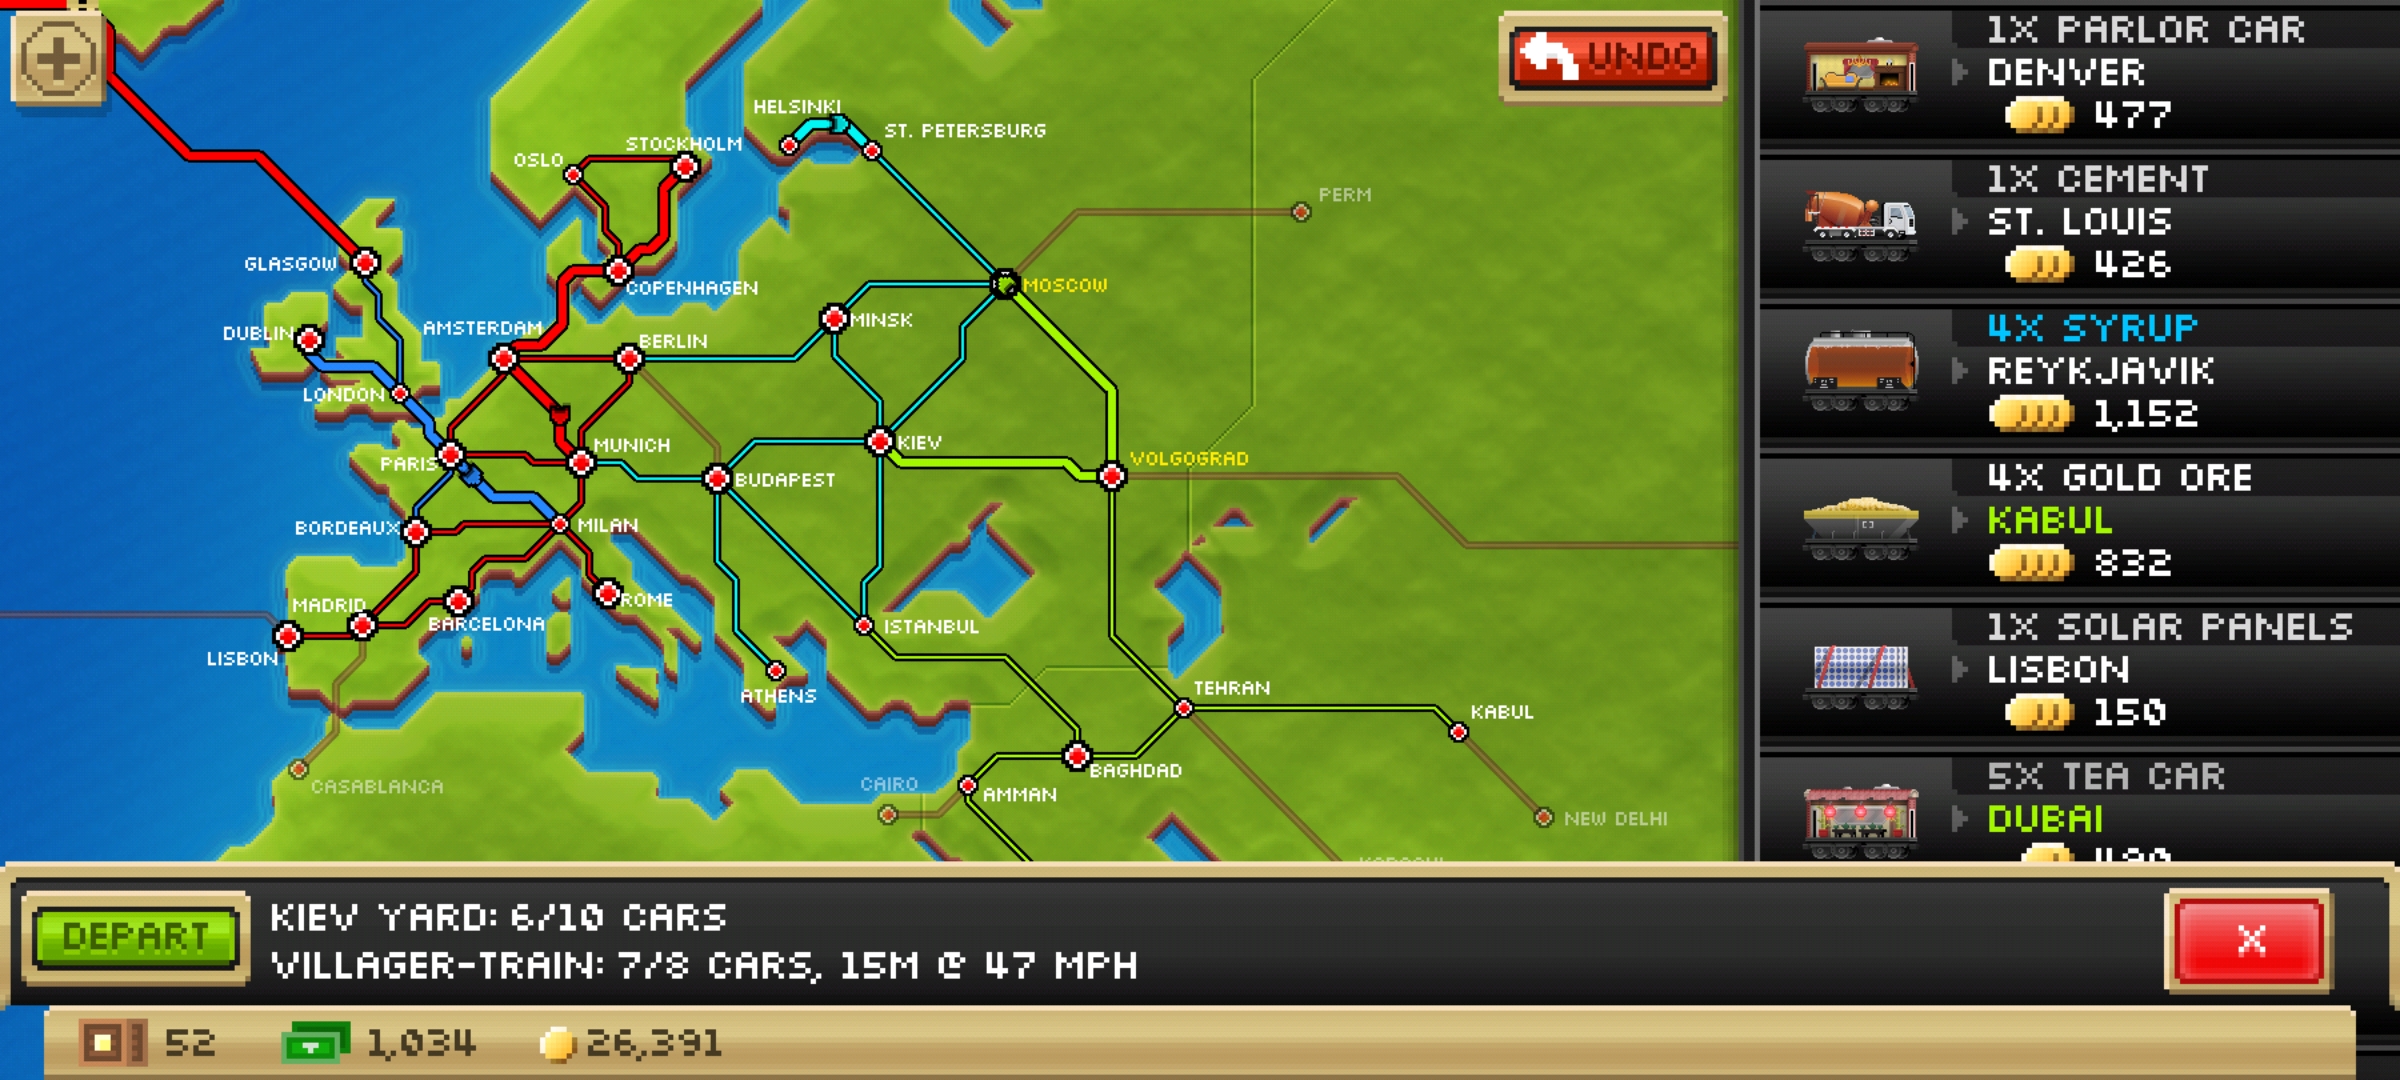 HELSINKI
ST. PETERSBURG
STOCKHOLM
OSLO
PERM
GLASGOW
COPENHAGEN
MOSCOW
DUBLIN
AMSTERDAM
BERLIN
MINSK
LONDON
PARIS
MUNICH
KIEV
VOLGOGRAD
BUDAPEST
BORDEAUX
MILAN
MADRID
BARCELONA
ROME
ISTANBUL
LISBON
ATHENS
TEHRAN
KABUL
CASABLANCA
CAIRO
BAGHDAD
AMMAN
NEW DELHI
UNDO
1X PARLOR CAR
DENVER
477
1X CEMENT
ST. LOUIS
426
4X SYRUP
REYKJAVIK
1,152
4X GOLD ORE
KABUL
832
1X SOLAR PANELS
LISBON
150
5X TEA CAR
DUBAI
DEPART
KIEV YARD: 6/10 CARS
VILLAGER-TRAIN: 7/8 CARS, 15M @ 47 MPH
X
52
1,034
26,391